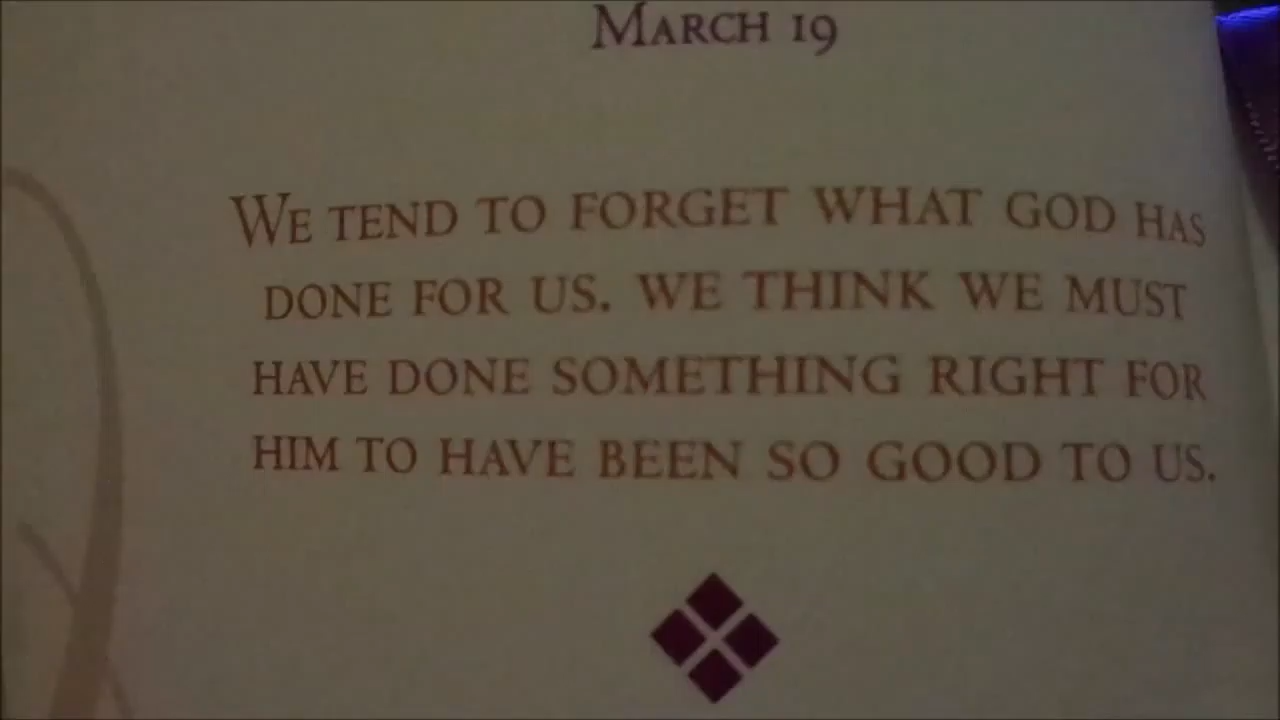 March 19
We tend to forget what God has
done for us. We think we must
have done something right for
Him to have been so good to us.